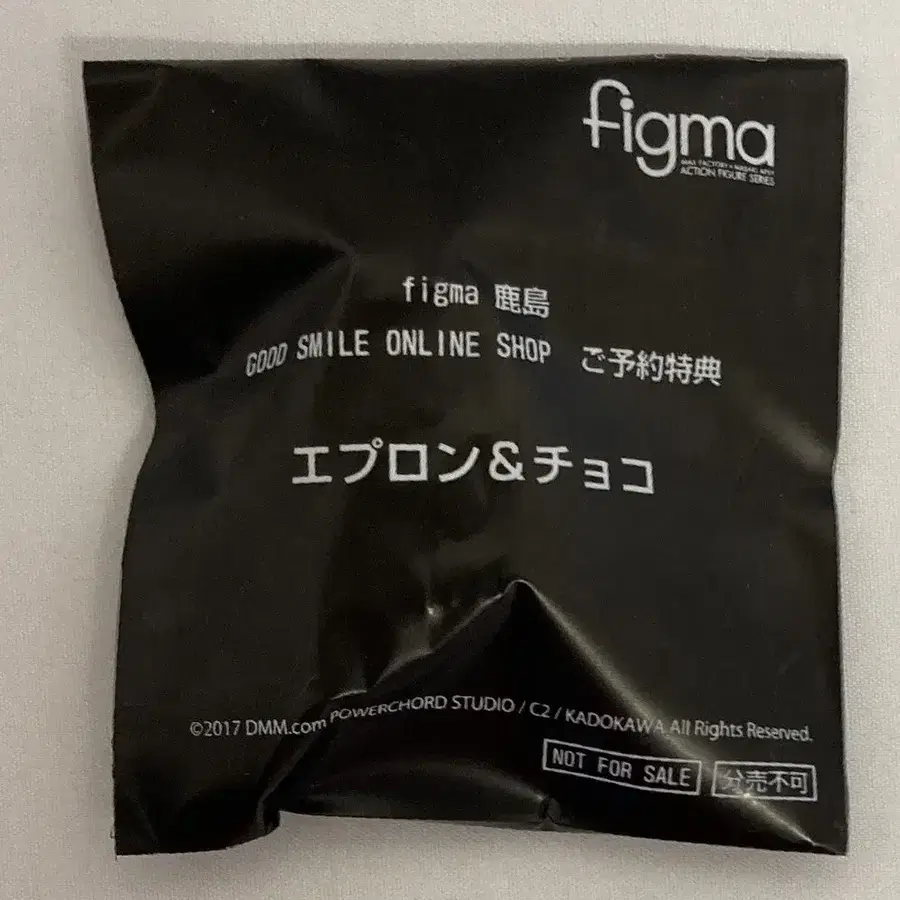 figma
MAX FACTORY × MASAKI APSY
ACTION FIGURE SERIES
figma 鹿島
GOOD SMILE ONLINE SHOP ご予約特典
エプロン&チョコ
©2017 DMM.com POWERCHORD STUDIO / C2 / KADOKAWA All Rights Reserved.
NOT FOR SALE 分売不可